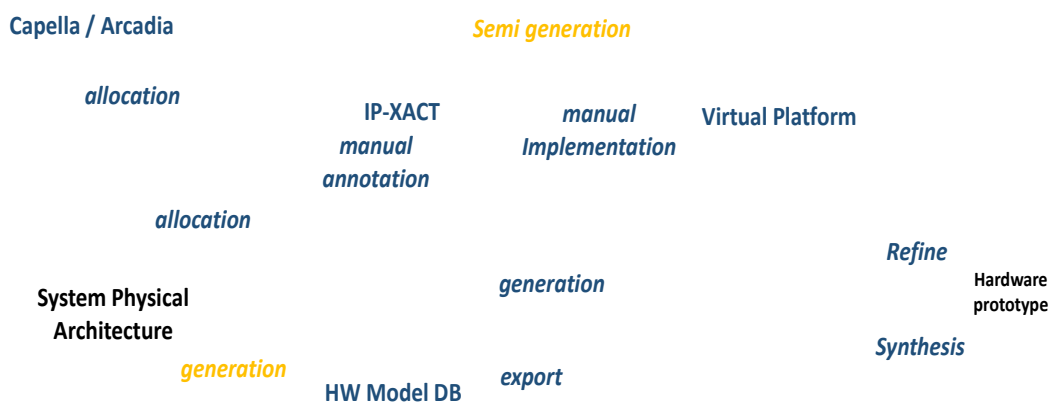 Capella / Arcadia
Semi generation
allocation
IP-XACT
manual
Virtual Platform
manual
Implementation
annotation
allocation
Refine
Hardware
prototype
generation
System Physical
Architecture
Synthesis
generation
export
HW Model DB